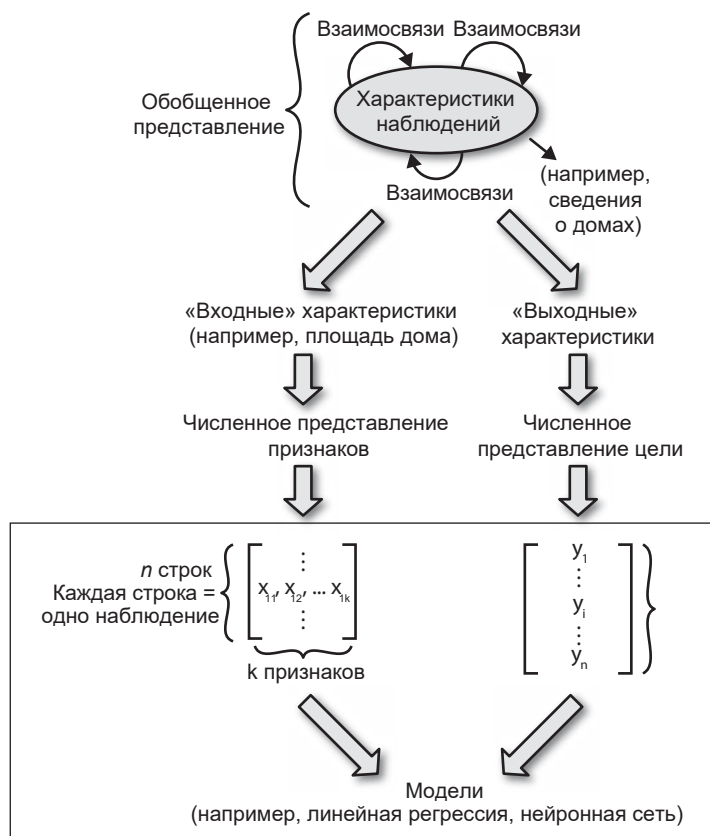 Взаимосвязи Взаимосвязи
Обобщенное
представление
Характеристики
наблюдений
Взаимосвязи
(например,
сведения
о домах)
«Входные» характеристики
(например, площадь дома)
«Выходные»
характеристики
Численное представление
признаков
Численное
представление цели
n строк
Каждая строка =
одно наблюдение
⋮
x₁₁, x₁₂, ... x₁ₖ
⋮
k признаков
y₁
⋮
yᵢ
⋮
yₙ
Модели
(например, линейная регрессия, нейронная сеть)